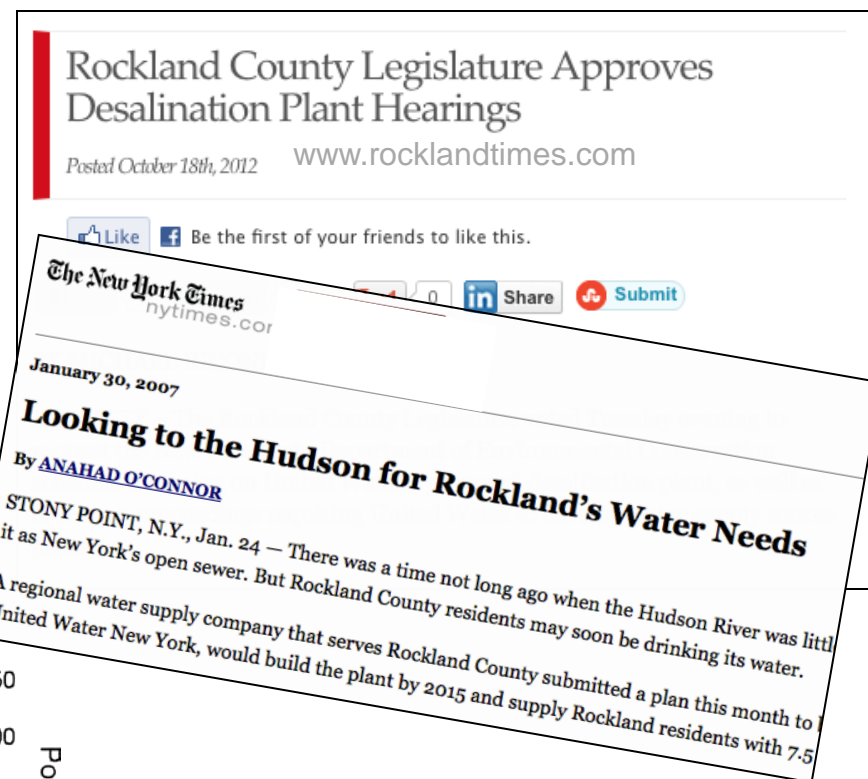 Rockland County Legislature Approves
Desalination Plant Hearings
Posted October 18th, 2012 www.rocklandtimes.com
Like Be the first of your friends to like this.
0 in Share Submit
The New York Times
nytimes.cor
January 30, 2007
Looking to the Hudson for Rockland's Water Needs
By ANAHAD O'CONNOR
STONY POINT, N.Y., Jan. 24 — There was a time not long ago when the Hudson River was littl
it as New York's open sewer. But Rockland County residents may soon be drinking its water.
A regional water supply company that serves Rockland County submitted a plan this month to
United Water New York, would build the plant by 2015 and supply Rockland residents with 7.5
Po